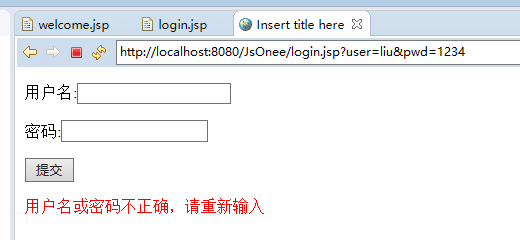 welcome.jsp login.jsp Insert title here
http://localhost:8080/JsOnee/login.jsp?user=liu&pwd=1234
用户名:
密码:
提交
用户名或密码不正确，请重新输入